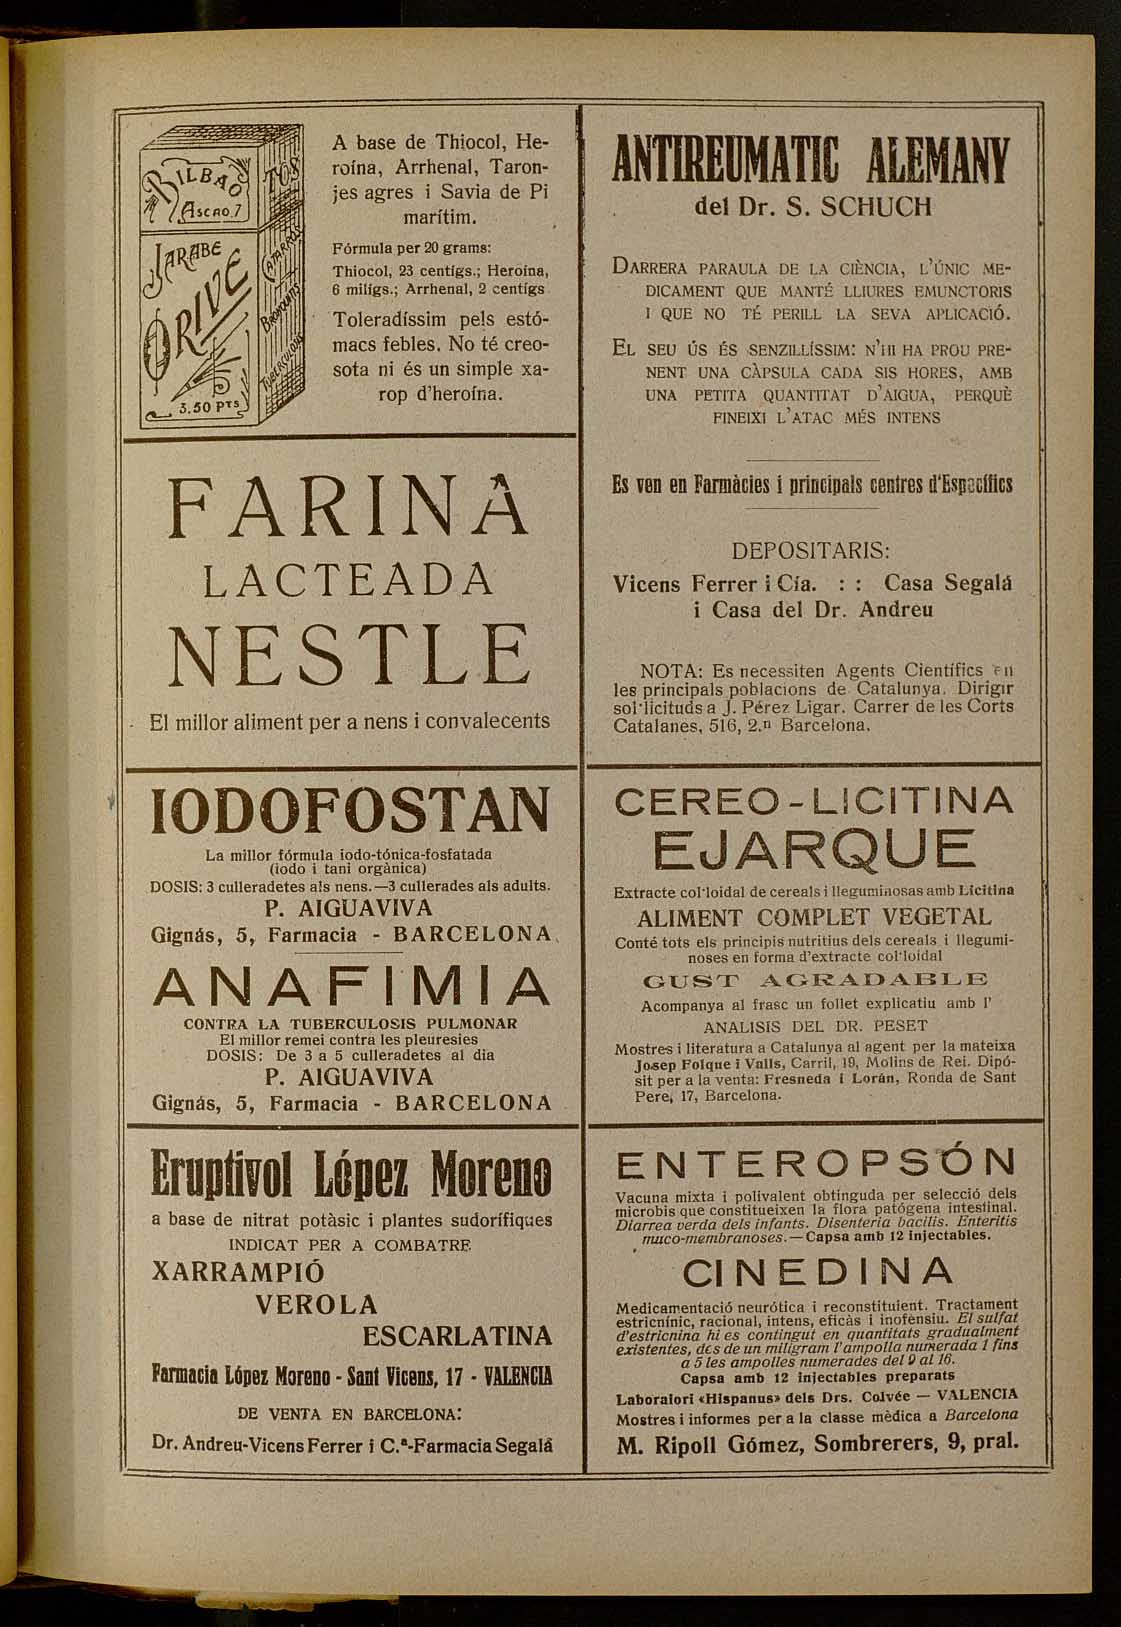 BILBAO
Ascao. 7
JARABE
ORIVE
3.50 PTS
TOS
CATARROS
TUBERCULOSIS
A base de Thiocol, He-
roína, Arrhenal, Taron-
jes agres i Savia de Pi
marítim.
Fórmula per 20 grams:
Thiocol, 23 centigs.; Heroína,
6 miligs.; Arrhenal, 2 centigs
Toleradíssim pels estó-
macs febles. No té creo-
sota ni és un simple xa-
rop d'heroína.
FARINA
LACTEADA
NESTLE
El millor aliment per a nens i convalecents
IODOFOSTAN
La millor fórmula iodo-tónica-fosfatada
(iodo i tani orgànica)
DOSIS: 3 culleradetes als nens.—3 cullerades als adults.
P. AIGUAVIVA
Gignás, 5, Farmacia - BARCELONA
ANAFIMIA
CONTRA LA TUBERCULOSIS PULMONAR
El millor remei contra les pleuresies
DOSIS: De 3 a 5 culleradetes al dia
P. AIGUAVIVA
Gignás, 5, Farmacia - BARCELONA
Eruptivol López Moreno
a base de nitrat potàsic i plantes sudorífiques
INDICAT PER A COMBATRE
XARRAMPIÓ
VEROLA
ESCARLATINA
Farmacia López Moreno - Sant Vicens, 17 - VALENCIA
DE VENTA EN BARCELONA:
Dr. Andreu-Vicens Ferrer i C.ª-Farmacia Segalá
ANTIREUMATIC ALEMANY
del Dr. S. SCHUCH
DARRERA PARAULA DE LA CIÈNCIA, L'ÚNIC ME-
DICAMENT QUE MANTÉ LLIURES EMUNCTORIS
I QUE NO TÉ PERILL LA SEVA APLICACIÓ.
EL SEU ÚS ÉS SENZILLÍSSIM: N'HI HA PROU PRE-
NENT UNA CÀPSULA CADA SIS HORES, AMB
UNA PETITA QUANTITAT D'AIGUA, PERQUÈ
FINEIXI L'ATAC MÉS INTENS
Es ven en Farmàcies i principals centres d'Específics
DEPOSITARIS:
Vicens Ferrer i Cía. : : Casa Segalá
i Casa del Dr. Andreu
NOTA: Es necessiten Agents Científics en
les principals poblacions de Catalunya. Dirigir
sol·licituds a J. Pérez Ligar. Carrer de les Corts
Catalanes, 516, 2.n Barcelona.
CEREO-LICITINA
EJARQUE
Extracte col·loidal de cereals i lleguminosas amb Licitina
ALIMENT COMPLET VEGETAL
Conté tots els principis nutritius dels cereals i llegumi-
noses en forma d'extracte col·loidal
GUST AGRADABLE
Acompanya al frasc un follet explicatiu amb l'
ANALISIS DEL DR. PESET
Mostres i literatura a Catalunya al agent per la mateixa
Josep Folque i Valls, Carril, 19, Molins de Rei. Dipó-
sit per a la venta: Fresneda i Lorán, Ronda de Sant
Pere, 17, Barcelona.
ENTEROPSÓN
Vacuna mixta i polivalent obtinguda per selecció dels
microbis que constitueixen la flora patógena intestinal.
Diarrea verda dels infants. Disenteria bacilis. Enteritis
muco-membranoses.—Capsa amb 12 injectables.
CINEDINA
Medicamentació neurótica i reconstituient. Tractament
estricnínic, racional, intens, eficàs i inofènsiu. El sulfat
d'estricnina hi es contingut en quantitats gradualment
existentes, des de un miligram l'ampolla numerada 1 fins
a 5 les ampolles numerades del 9 al 16.
Capsa amb 12 injectables preparats
Laboratori «Hispanus» dels Drs. Colvée — VALENCIA
Mostres i informes per a la classe mèdica a Barcelona
M. Ripoll Gómez, Sombrerers, 9, pral.